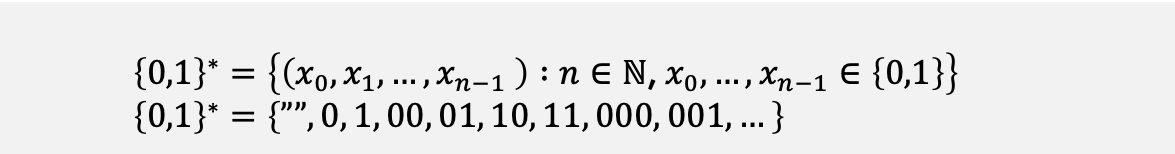 {0,1}* = {(x₀, x₁, … , xₙ₋₁ ) : n ∈ ℕ, x₀, … , xₙ₋₁ ∈ {0,1}}
{0,1}* = {””, 0, 1, 00, 01, 10, 11, 000, 001, … }